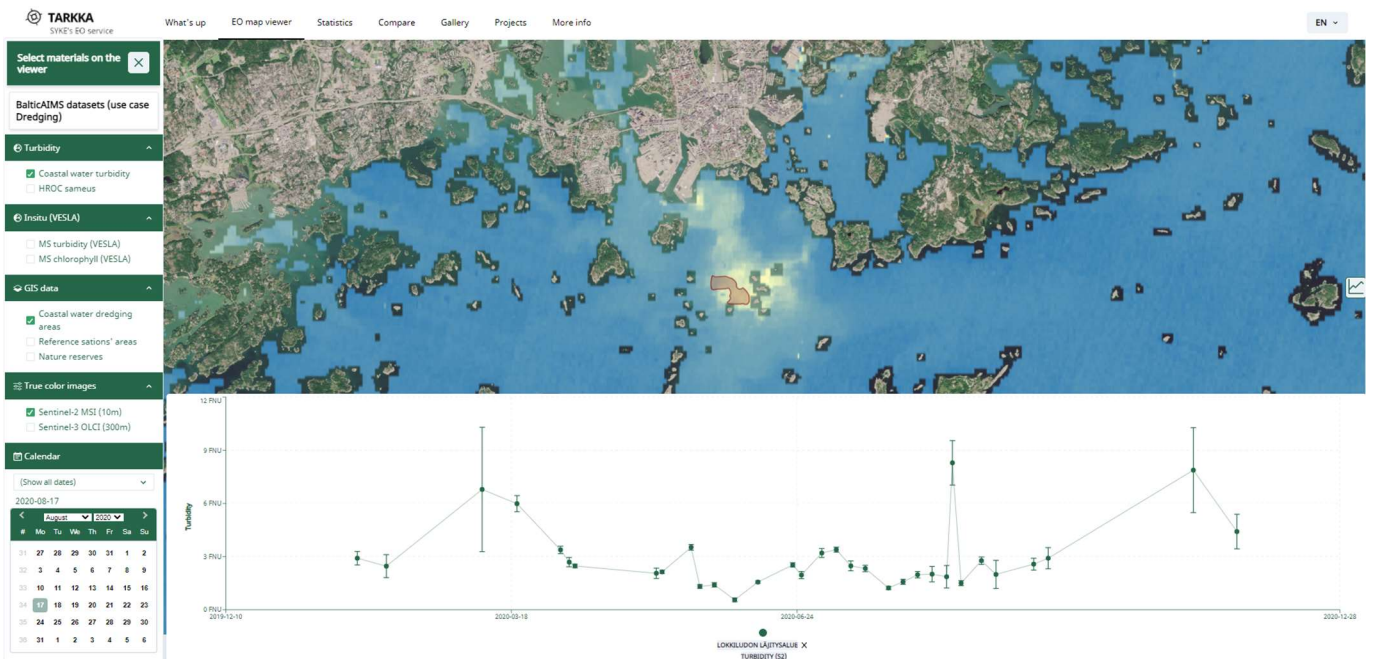 TARKKA
SYKE's EO service
What's up
EO map viewer
Statistics
Compare
Gallery
Projects
More info
EN
Select materials on the
viewer
BalticAIMS datasets (use case
Dredging)
Turbidity
Coastal water turbidity
HROC sameus
Insitu (VESLA)
MS turbidity (VESLA)
MS chlorophyll (VESLA)
GIS data
Coastal water dredging
areas
Reference sations' areas
Nature reserves
True color images
Sentinel-2 MSI (10m)
Sentinel-3 OLCI (300m)
Calendar
(Show all dates)
2020-08-17
August 2020
# Mo Tu We Th Fr Sa Su
31 27 28 29 30 31 1 2
32 3 4 5 6 7 8 9
33 10 11 12 13 14 15 16
34 17 18 19 20 21 22 23
35 24 25 26 27 28 29 30
36 31 1 2 3 4 5 6
12 FNU
9 FNU
6 FNU
3 FNU
0 FNU
Turbidity
2019-12-10
2020-03-18
2020-06-24
2020-12-28
LOKKILUDON LÄJITYSALUE X
TURBIDITY (S2)